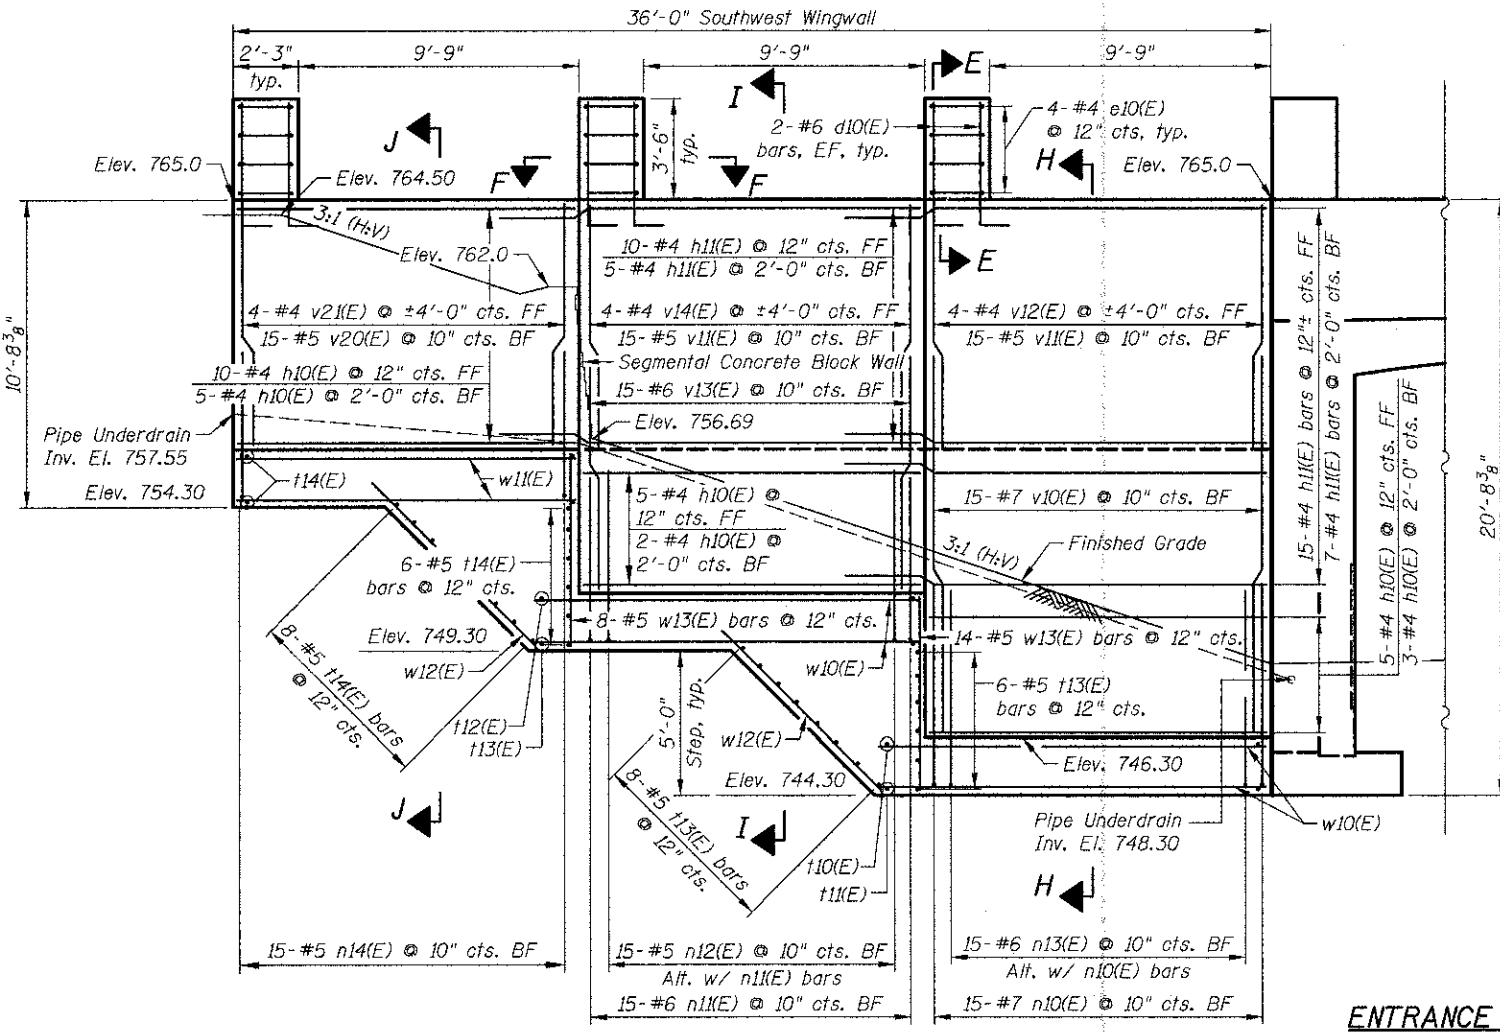 36'-0" Southwest Wingwall
2'-3"
typ.
9'-9"
9'-9"
9'-9"
E
I
J
2-#6 d10(E)
bars, EF, typ.
3'-6"
typ.
4-#4 e10(E)
@ 12" cts, typ.
H
Elev. 765.0
Elev. 764.50
F
F
Elev. 765.0
3:1 (H:V)
Elev. 762.0
10-#4 h11(E) @ 12" cts. FF
5-#4 h11(E) @ 2'-0" cts. BF
E
4-#4 v21(E) @ ±4'-0" cts. FF
15-#5 v20(E) @ 10" cts. BF
4-#4 v14(E) @ ±4'-0" cts. FF
15-#5 v11(E) @ 10" cts. BF
4-#4 v12(E) @ ±4'-0" cts. FF
15-#5 v11(E) @ 10" cts. BF
10'-8 3/8"
Segmental Concrete Block Wall
10-#4 h10(E) @ 12" cts. FF
5-#4 h10(E) @ 2'-0" cts. BF
15-#6 v13(E) @ 10" cts. BF
Elev. 756.69
Pipe Underdrain
Inv. El. 757.55
Elev. 754.30
t14(E)
w11(E)
5-#4 h10(E) @
12" cts. FF
2-#4 h10(E) @
2'-0" cts. BF
15-#7 v10(E) @ 10" cts. BF
15-#4 h11(E) bars @ 12"± cts. FF
7-#4 h11(E) bars @ 2'-0" cts. BF
5-#4 h10(E) @ 12" cts. FF
3-#4 h10(E) @ 2'-0" cts. BF
20'-8 3/8"
3:1 (H:V)
Finished Grade
6-#5 t14(E)
bars @ 12" cts.
Elev. 749.30
w12(E)
8-#5 w13(E) bars @ 12" cts.
14-#5 w13(E) bars @ 12" cts.
w10(E)
6-#5 t13(E)
bars @ 12" cts.
8-#5 t14(E) bars
@ 12" cts.
t12(E)
t13(E)
5'-0"
Step, typ.
w12(E)
Elev. 744.30
Elev. 746.30
8-#5 t13(E) bars
@ 12" cts.
J
I
Pipe Underdrain
Inv. El. 748.30
w10(E)
t10(E)
t11(E)
H
15-#5 n14(E) @ 10" cts. BF
15-#5 n12(E) @ 10" cts. BF
Alt. w/ n11(E) bars
15-#6 n11(E) @ 10" cts. BF
15-#6 n13(E) @ 10" cts. BF
Alt. w/ n10(E) bars
15-#7 n10(E) @ 10" cts. BF
ENTRANCE